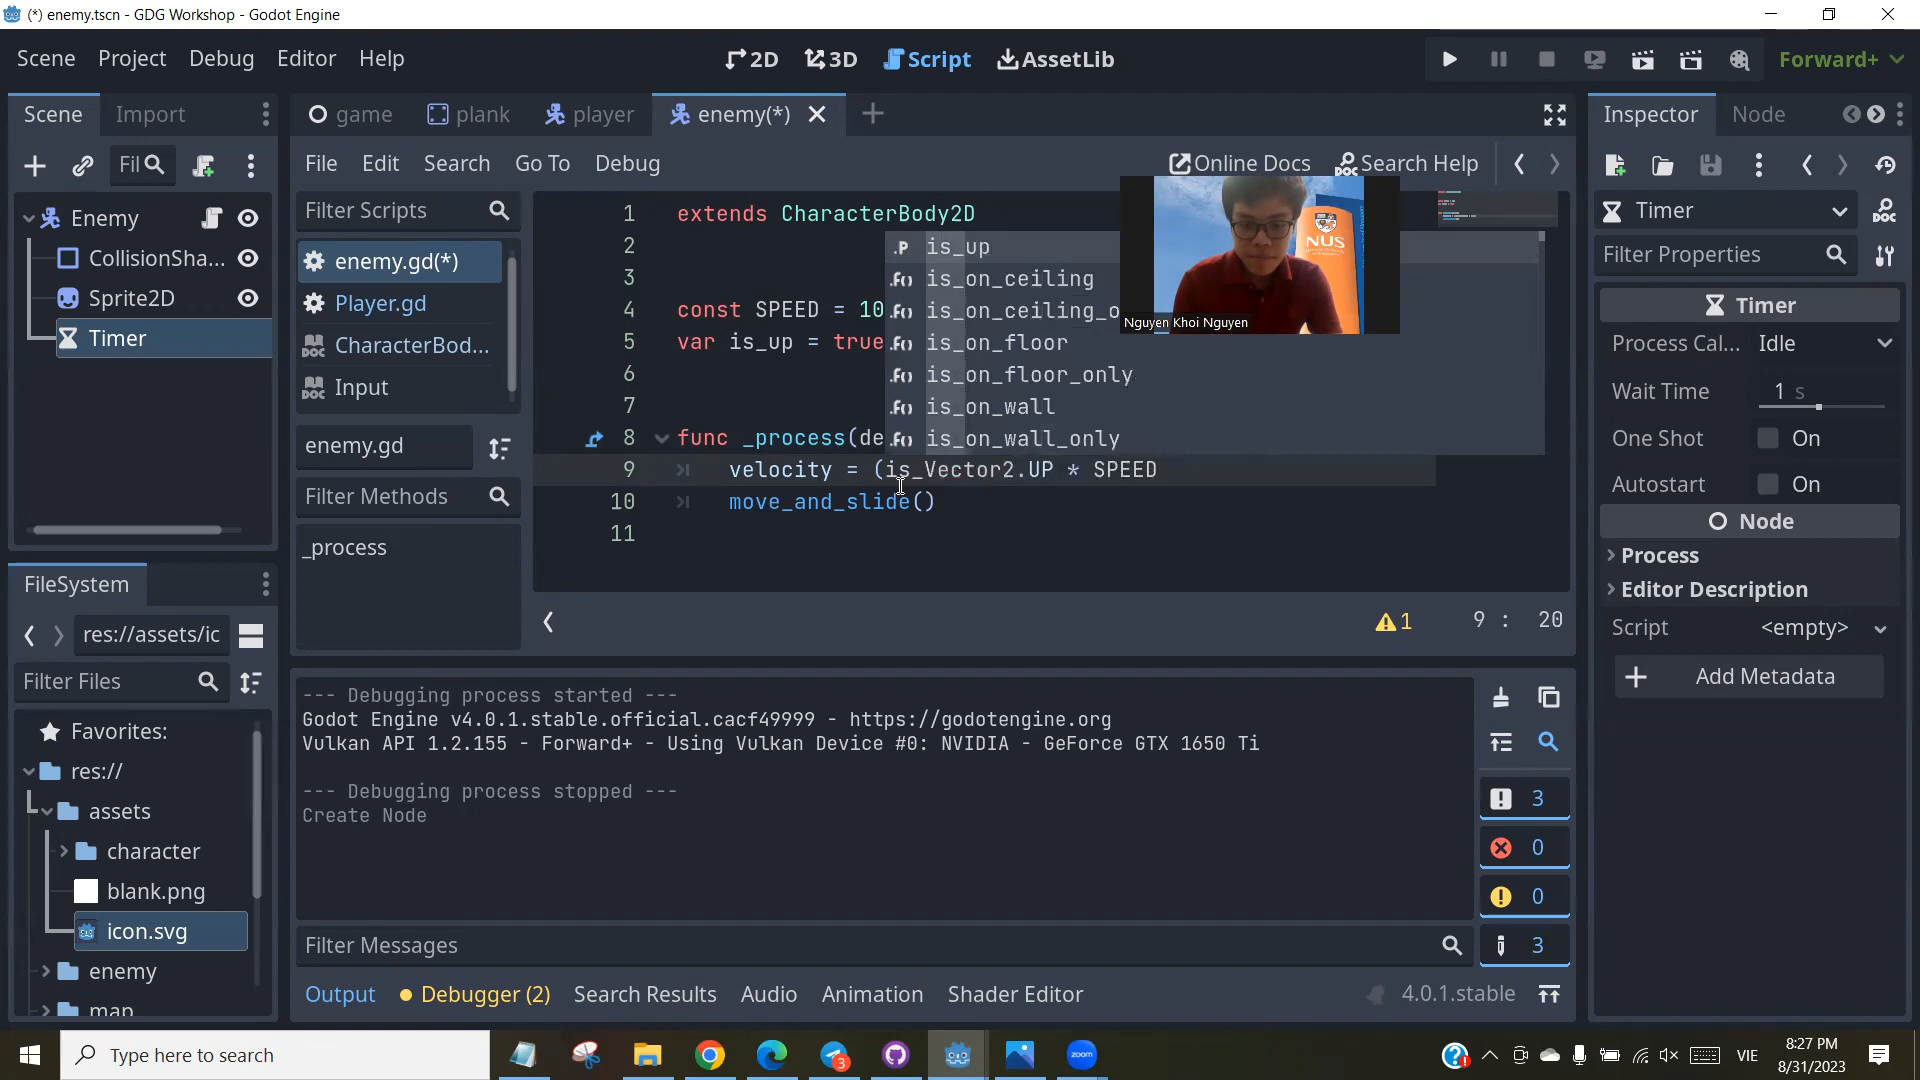 (*) enemy.tscn - GDG Workshop - Godot Engine
Scene Project Debug Editor Help
2D 3D Script AssetLib
Forward+
Scene Import
game plank player enemy(*)
Inspector Node
Fil
File Edit Search Go To Debug
Online Docs Search Help
Enemy
CollisionSha...
Sprite2D
Timer
Filter Scripts
enemy.gd(*)
Player.gd
CharacterBod...
Input
enemy.gd
Filter Methods
_process
1 extends CharacterBody2D
2
3
4 const SPEED = 10
5 var is_up = true
6
7
8 func _process(de
9 velocity = (is_Vector2.UP * SPEED
10 move_and_slide()
11
is_up
is_on_ceiling
is_on_ceiling_o
is_on_floor
is_on_floor_only
is_on_wall
is_on_wall_only
NUS
Nguyen Khoi Nguyen
1 9 : 20
Timer
Filter Properties
Timer
Process Cal... Idle
Wait Time 1 s
One Shot On
Autostart On
Node
Process
Editor Description
Script <empty>
Add Metadata
FileSystem
res://assets/ic
Filter Files
Favorites:
res://
assets
character
blank.png
icon.svg
enemy
map
--- Debugging process started ---
Godot Engine v4.0.1.stable.official.cacf49999 - https://godotengine.org
Vulkan API 1.2.155 - Forward+ - Using Vulkan Device #0: NVIDIA - GeForce GTX 1650 Ti
--- Debugging process stopped ---
Create Node
3
0
0
3
Filter Messages
Output Debugger (2) Search Results Audio Animation Shader Editor
4.0.1.stable
Type here to search
3
zoom
VIE
8:27 PM
8/31/2023